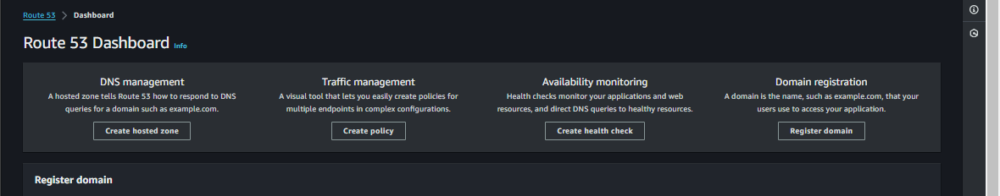 Route 53 > Dashboard
Route 53 Dashboard Info
DNS management
A hosted zone tells Route 53 how to respond to DNS
queries for a domain such as example.com.
Create hosted zone
Traffic management
A visual tool that lets you easily create policies for
multiple endpoints in complex configurations.
Create policy
Availability monitoring
Health checks monitor your applications and web
resources, and direct DNS queries to healthy resources.
Create health check
Domain registration
A domain is the name, such as example.com, that your
users use to access your application.
Register domain
Register domain